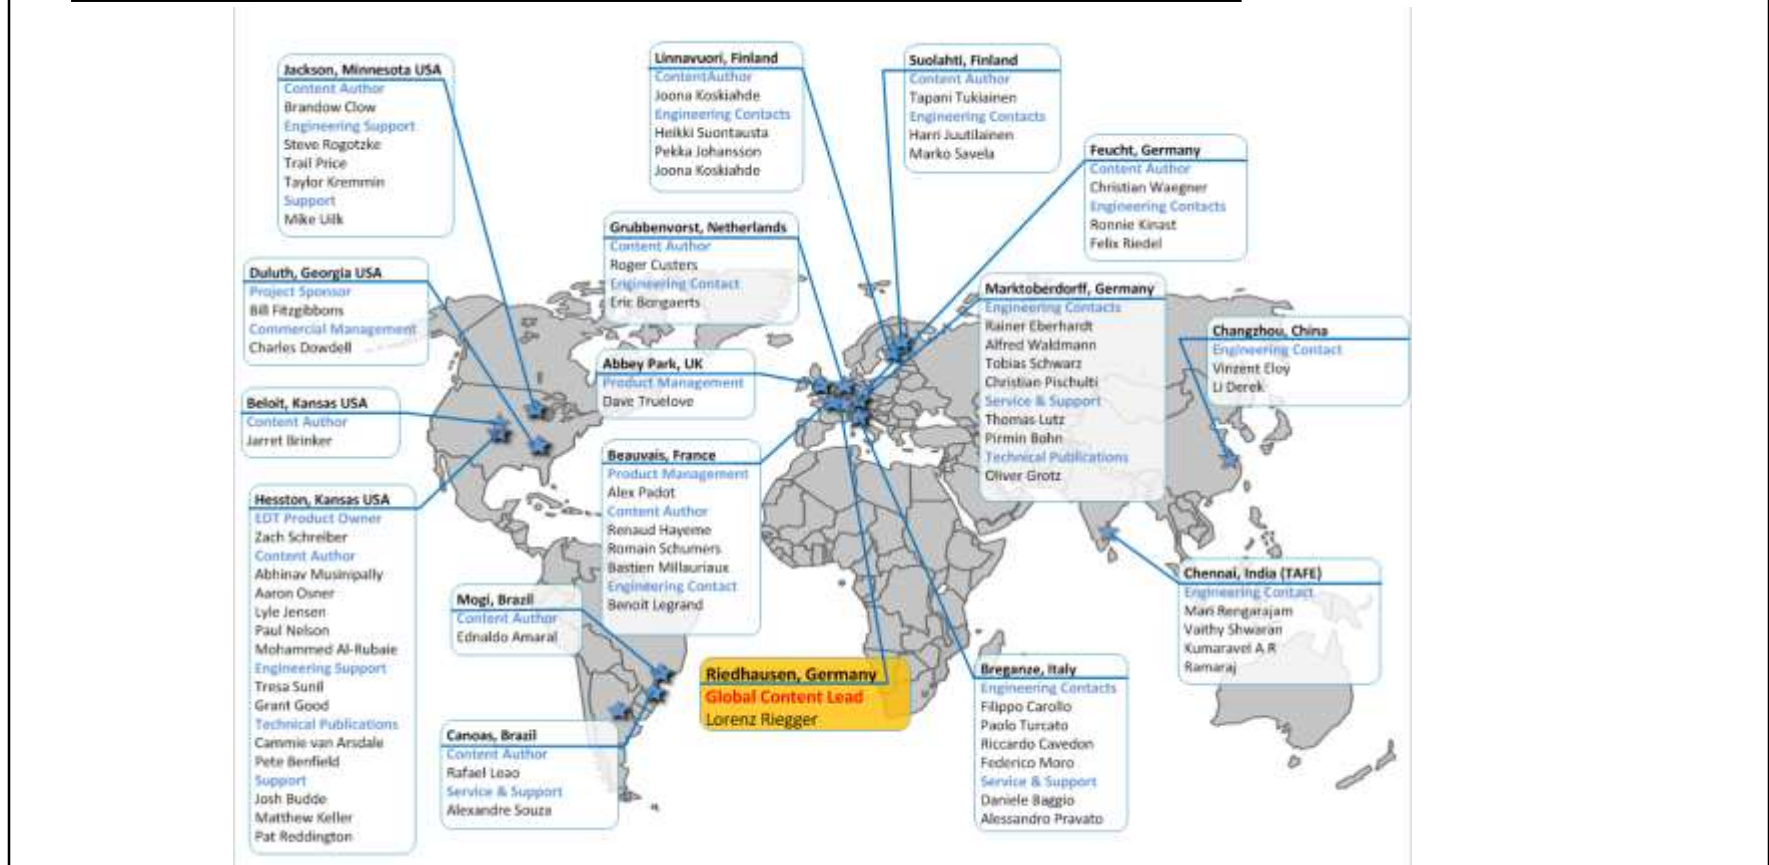 Jackson, Minnesota USA
Content Author
Brandow Clow
Engineering Support
Steve Rogotzke
Trail Price
Taylor Kremmin
Support
Mike Uilk
Linnavuori, Finland
ContentAuthor
Joona Koskiahde
Engineering Contacts
Heikki Suontausta
Pekka Johansson
Joona Koskiahde
Suolahti, Finland
Content Author
Tapani Tukiainen
Engineering Contacts
Harri Juutilainen
Marko Savela
Feucht, Germany
Content Author
Christian Waegner
Engineering Contacts
Ronnie Kinast
Felix Riedel
Grubbenvorst, Netherlands
Content Author
Roger Custers
Engineering Contact
Eric Bongaerts
Duluth, Georgia USA
Project Sponsor
Bill Fitzgibbons
Commercial Management
Charles Dowdell
Marktoberdorff, Germany
Engineering Contacts
Rainer Eberhardt
Alfred Waldmann
Tobias Schwarz
Christian Pischulti
Service & Support
Thomas Lutz
Pirmin Bohn
Technical Publications
Oliver Grotz
Changzhou, China
Engineering Contact
Vinzent Eloy
Li Derek
Abbey Park, UK
Product Management
Dave Truelove
Beloit, Kansas USA
Content Author
Jarret Brinker
Beauvais, France
Product Management
Alex Padot
Content Author
Renaud Hayeme
Romain Schumers
Bastien Millauriaux
Engineering Contact
Benoit Legrand
Hesston, Kansas USA
EDT Product Owner
Zach Schreiber
Content Author
Abhinav Musinipally
Aaron Osner
Lyle Jensen
Paul Nelson
Mohammed Al-Rubaie
Engineering Support
Tresa Sunil
Grant Good
Technical Publications
Cammie van Arsdale
Pete Benfield
Support
Josh Budde
Matthew Keller
Pat Reddington
Mogi, Brazil
Content Author
Ednaldo Amaral
Chennai, India (TAFE)
Engineering Contact
Mari Rengarajam
Vaithy Shwaran
Kumaravel A R
Ramaraj
Riedhausen, Germany
Global Content Lead
Lorenz Riegger
Breganze, Italy
Engineering Contacts
Filippo Carollo
Paolo Turcato
Riccardo Cavedon
Federico Moro
Service & Support
Daniele Baggio
Alessandro Pravato
Canoas, Brazil
Content Author
Rafael Leao
Service & Support
Alexandre Souza